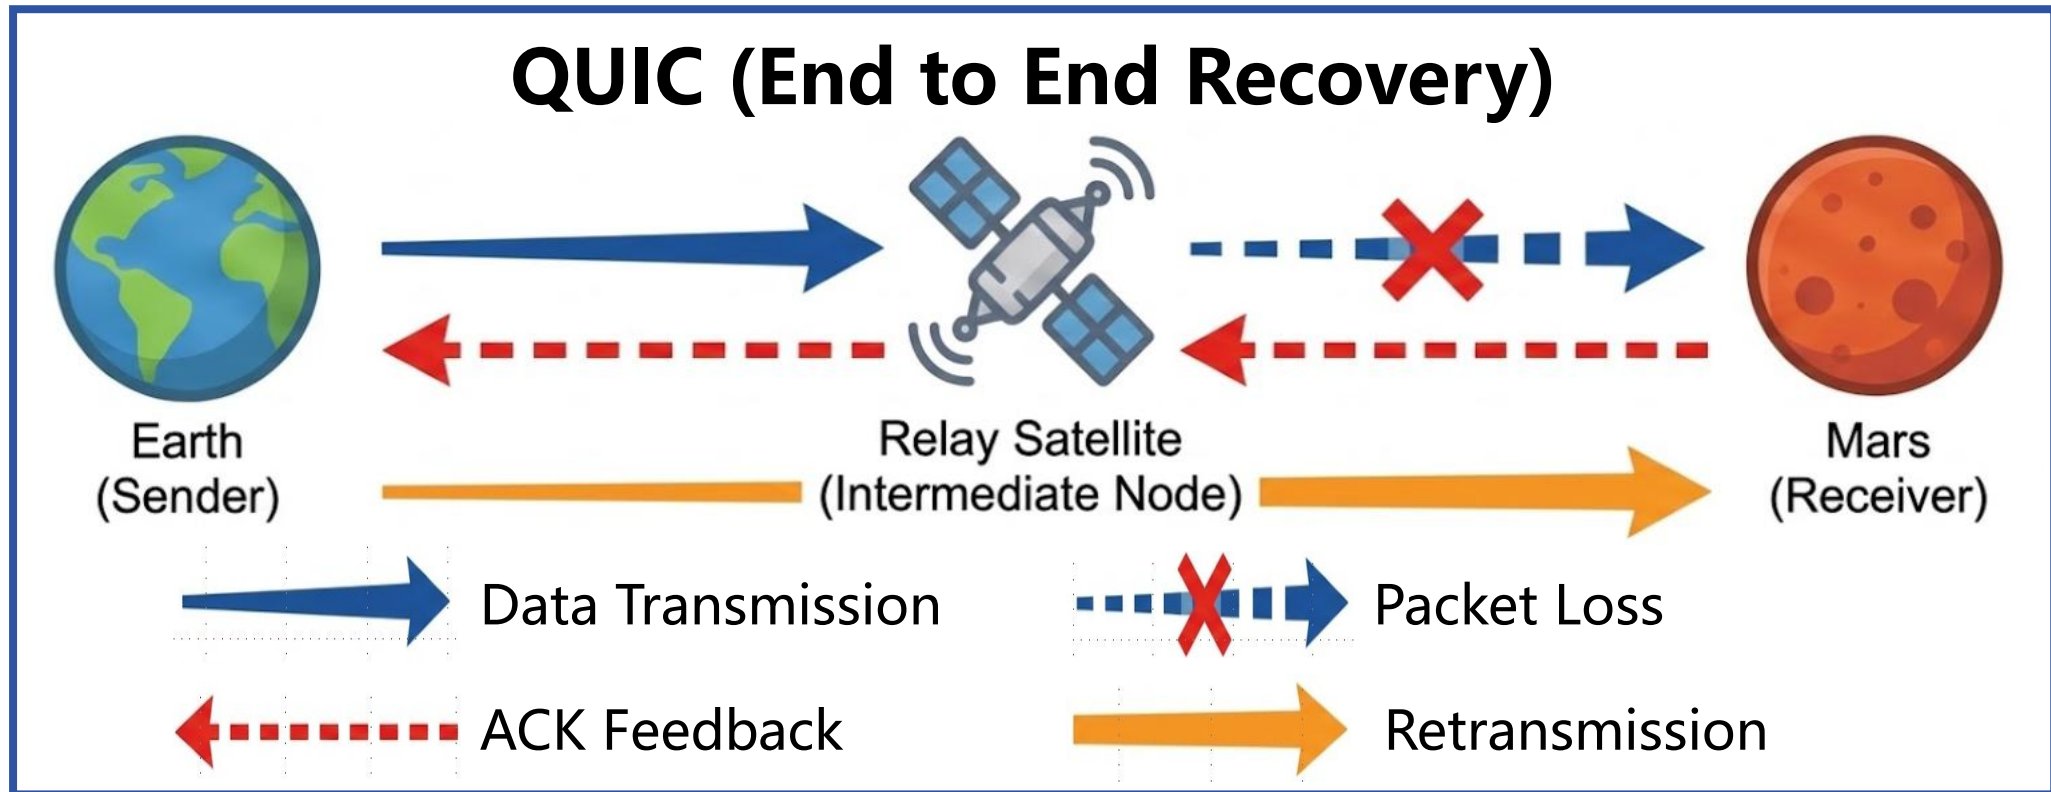 QUIC (End to End Recovery)
Earth
(Sender)
Relay Satellite
(Intermediate Node)
Mars
(Receiver)
Data Transmission
Packet Loss
ACK Feedback
Retransmission